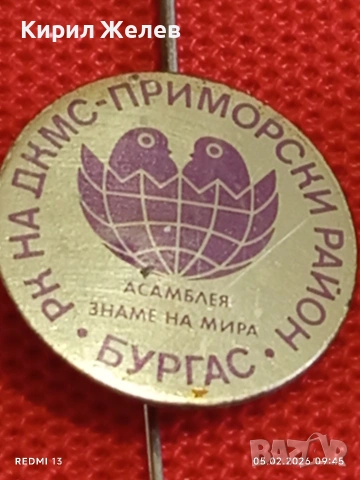 Кирил Желев
РК НА ДКМС-ПРИМОРСКИ РАЙОН
АСАМБЛЕЯ
ЗНАМЕ НА МИРА
• БУРГАС •
REDMI 13
05.02.2026 09:45
bazar